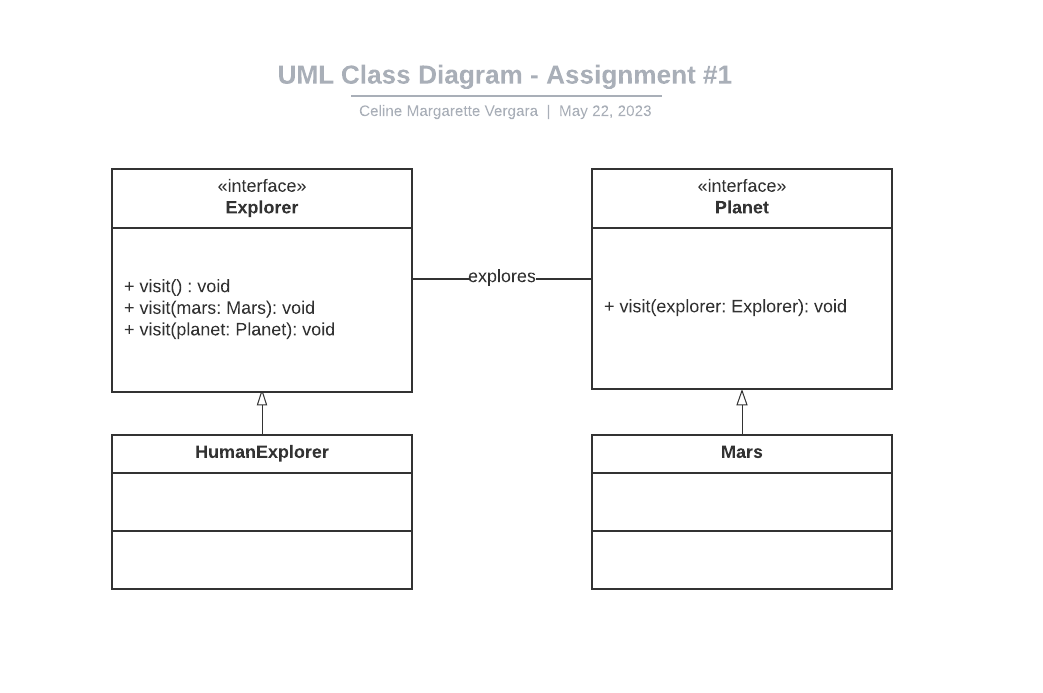 UML Class Diagram - Assignment #1
Celine Margarette Vergara | May 22, 2023
«interface»
Explorer
+ visit() : void
+ visit(mars: Mars): void
+ visit(planet: Planet): void
explores
«interface»
Planet
+ visit(explorer: Explorer): void
HumanExplorer
Mars